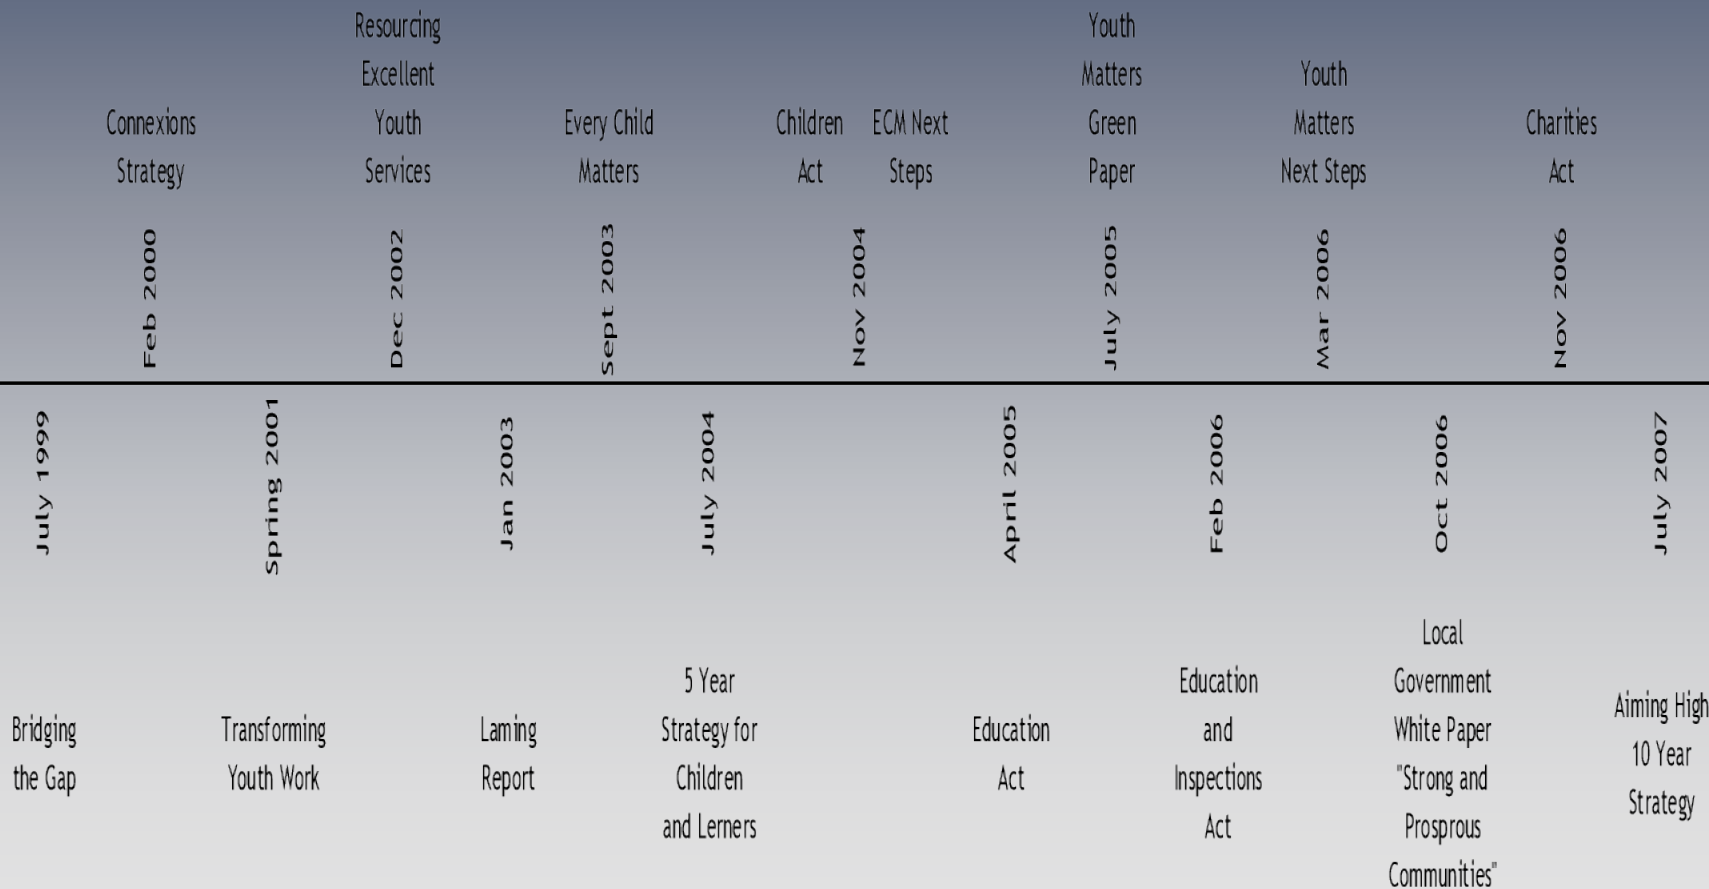 Connexions
Strategy
Feb 2000
Resourcing
Excellent
Youth
Services
Dec 2002
Every Child
Matters
Sept 2003
Children
Act
ECM Next
Steps
Nov 2004
Youth
Matters
Green
Paper
July 2005
Youth
Matters
Next Steps
Mar 2006
Charities
Act
Nov 2006
July 1999
Bridging
the Gap
Spring 2001
Transforming
Youth Work
Jan 2003
Laming
Report
July 2004
5 Year
Strategy for
Children
and Lerners
April 2005
Education
Act
Feb 2006
Education
and
Inspections
Act
Oct 2006
Local
Government
White Paper
"Strong and
Prosprous
Communities"
July 2007
Aiming High
10 Year
Strategy